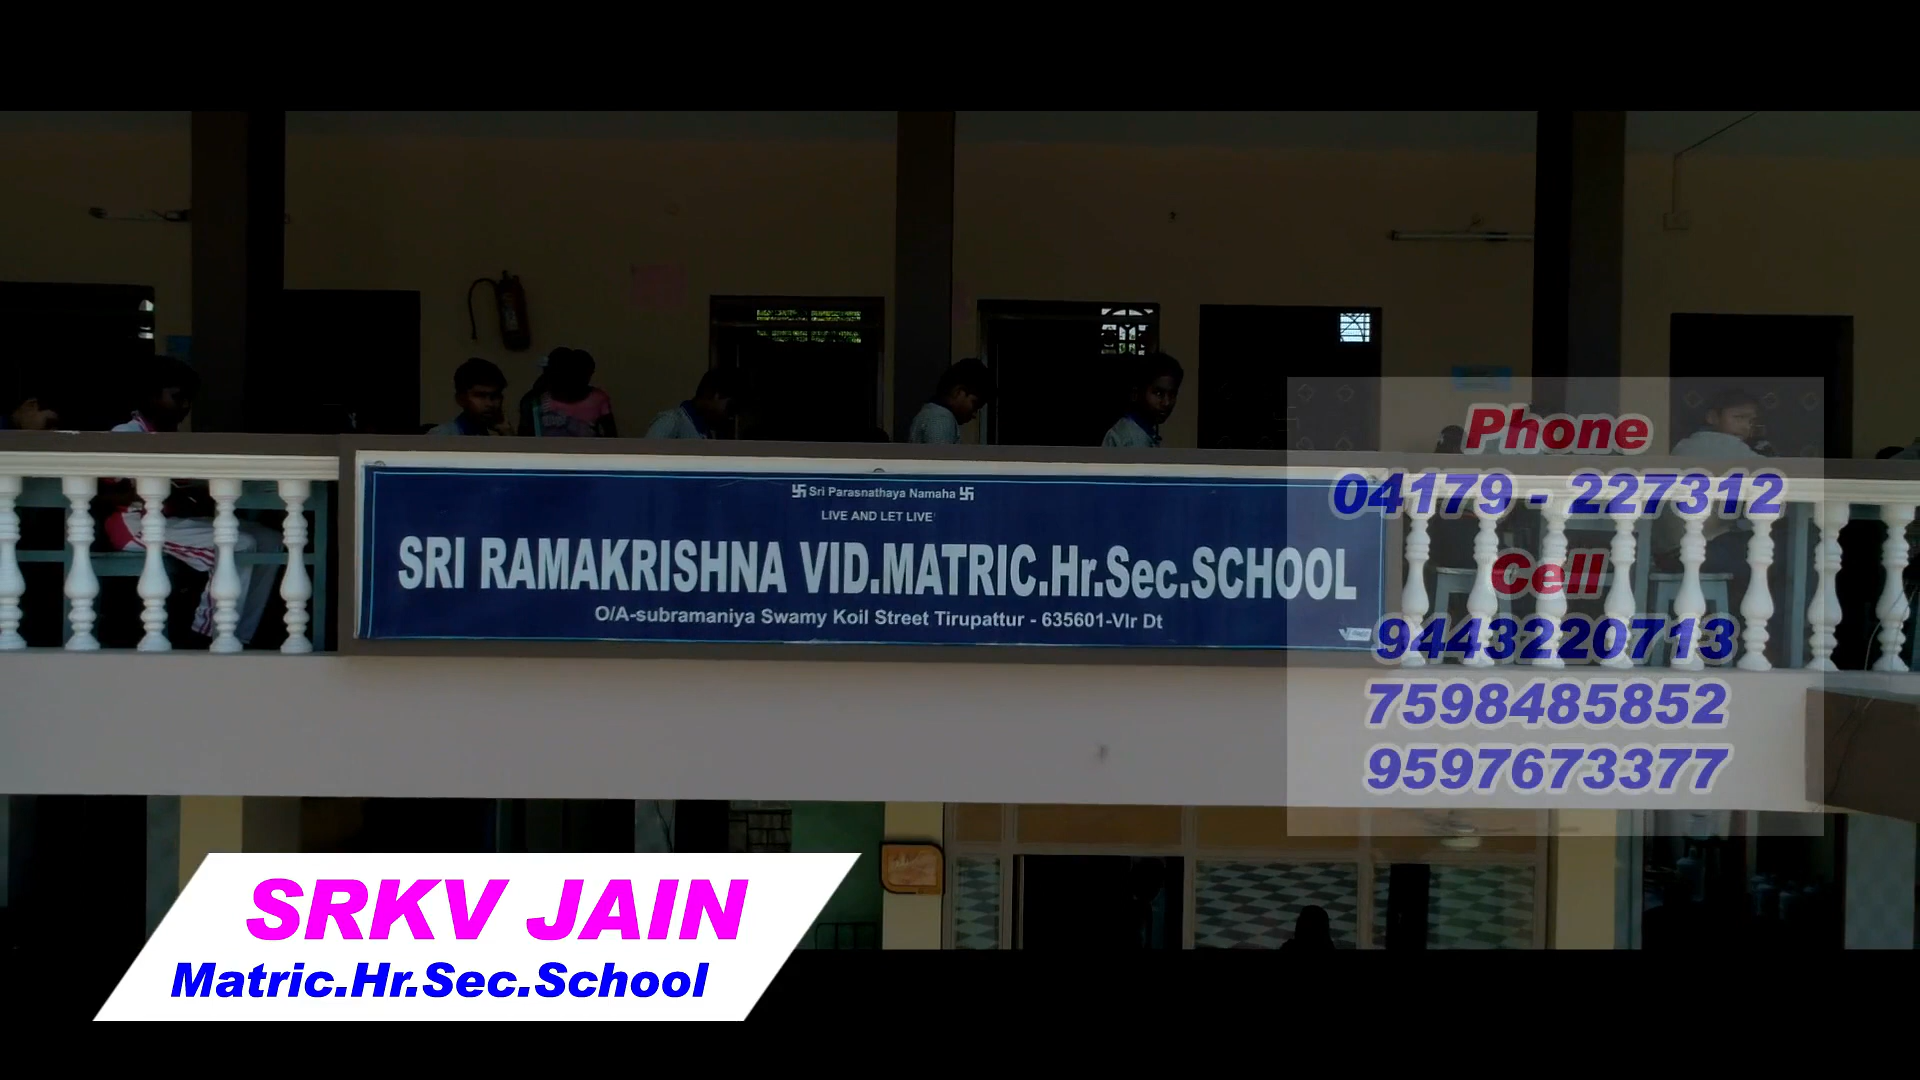 卐 Sri Parasnathaya Namaha 卐
LIVE AND LET LIVE
SRI RAMAKRISHNA VID.MATRIC.Hr.Sec.SCHOOL
O/A-subramaniya Swamy Koil Street Tirupattur - 635601-Vlr Dt
Phone
04179 - 227312
Cell
9443220713
7598485852
9597673377
SRKV JAIN
Matric.Hr.Sec.School